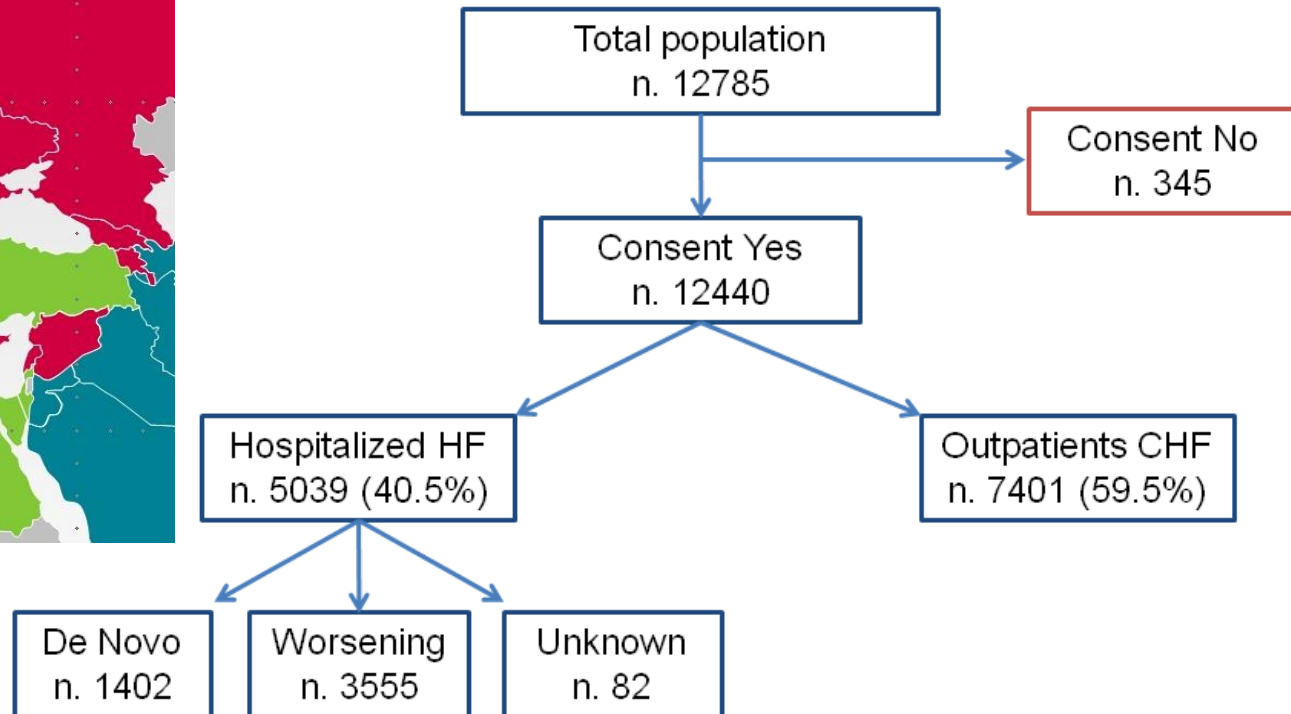 Total population
n. 12785
Consent No
n. 345
Consent Yes
n. 12440
Hospitalized HF
n. 5039 (40.5%)
Outpatients CHF
n. 7401 (59.5%)
De Novo
n. 1402
Worsening
n. 3555
Unknown
n. 82